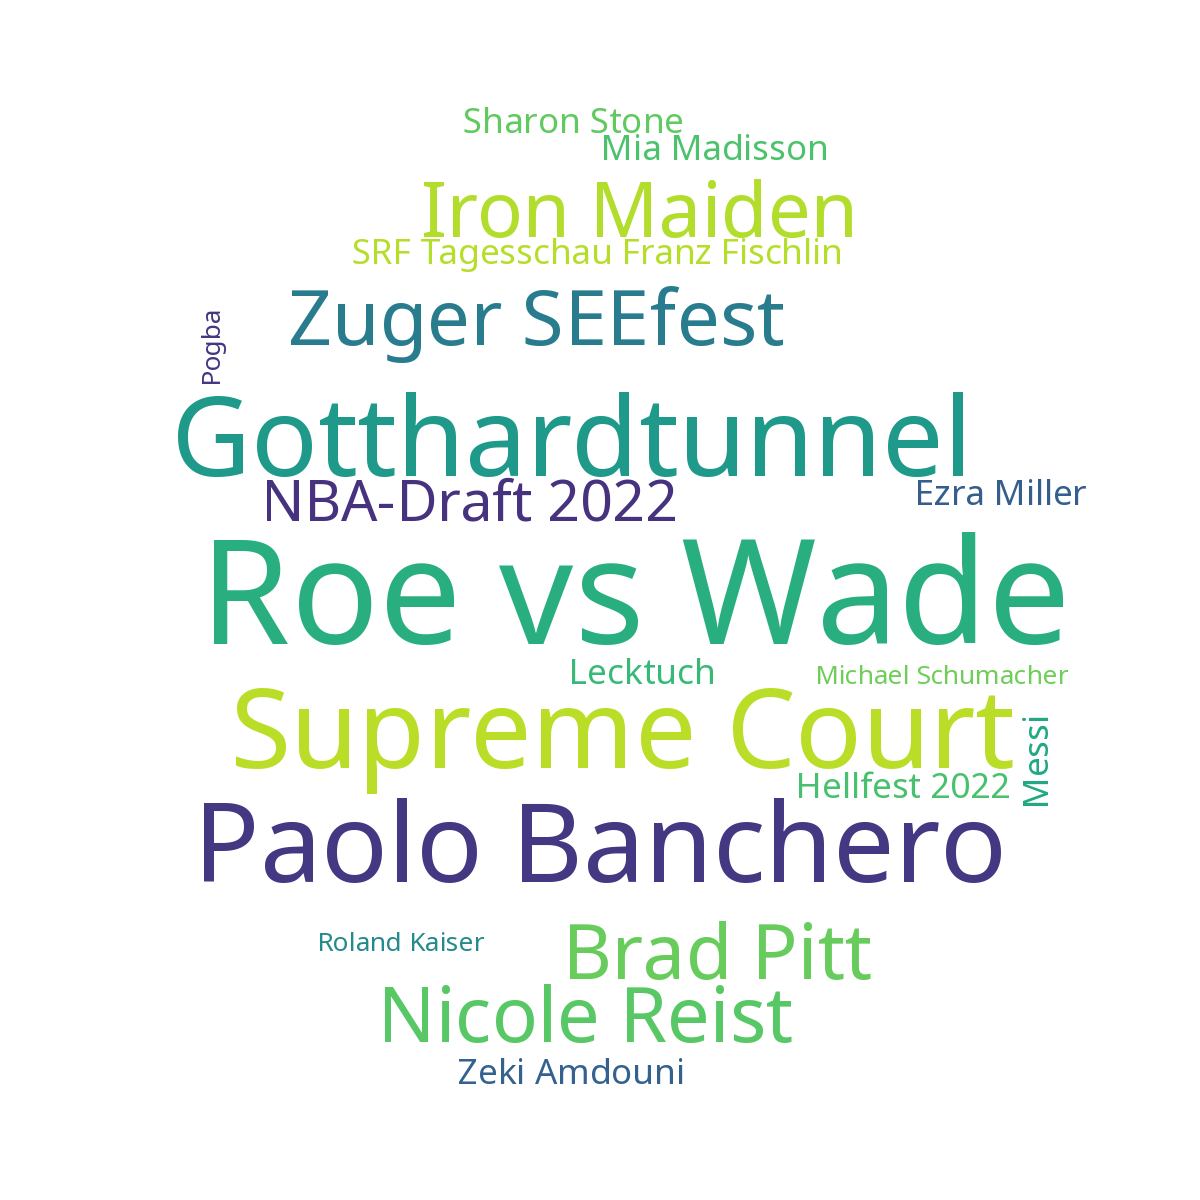 Sharon Stone
Mia Madisson
Iron Maiden
SRF Tagesschau Franz Fischlin
Zuger SEEfest
Pogba
Gotthardtunnel
NBA-Draft 2022
Ezra Miller
Roe vs Wade
Lecktuch
Michael Schumacher
Supreme Court
Messi
Hellfest 2022
Paolo Banchero
Roland Kaiser
Brad Pitt
Nicole Reist
Zeki Amdouni